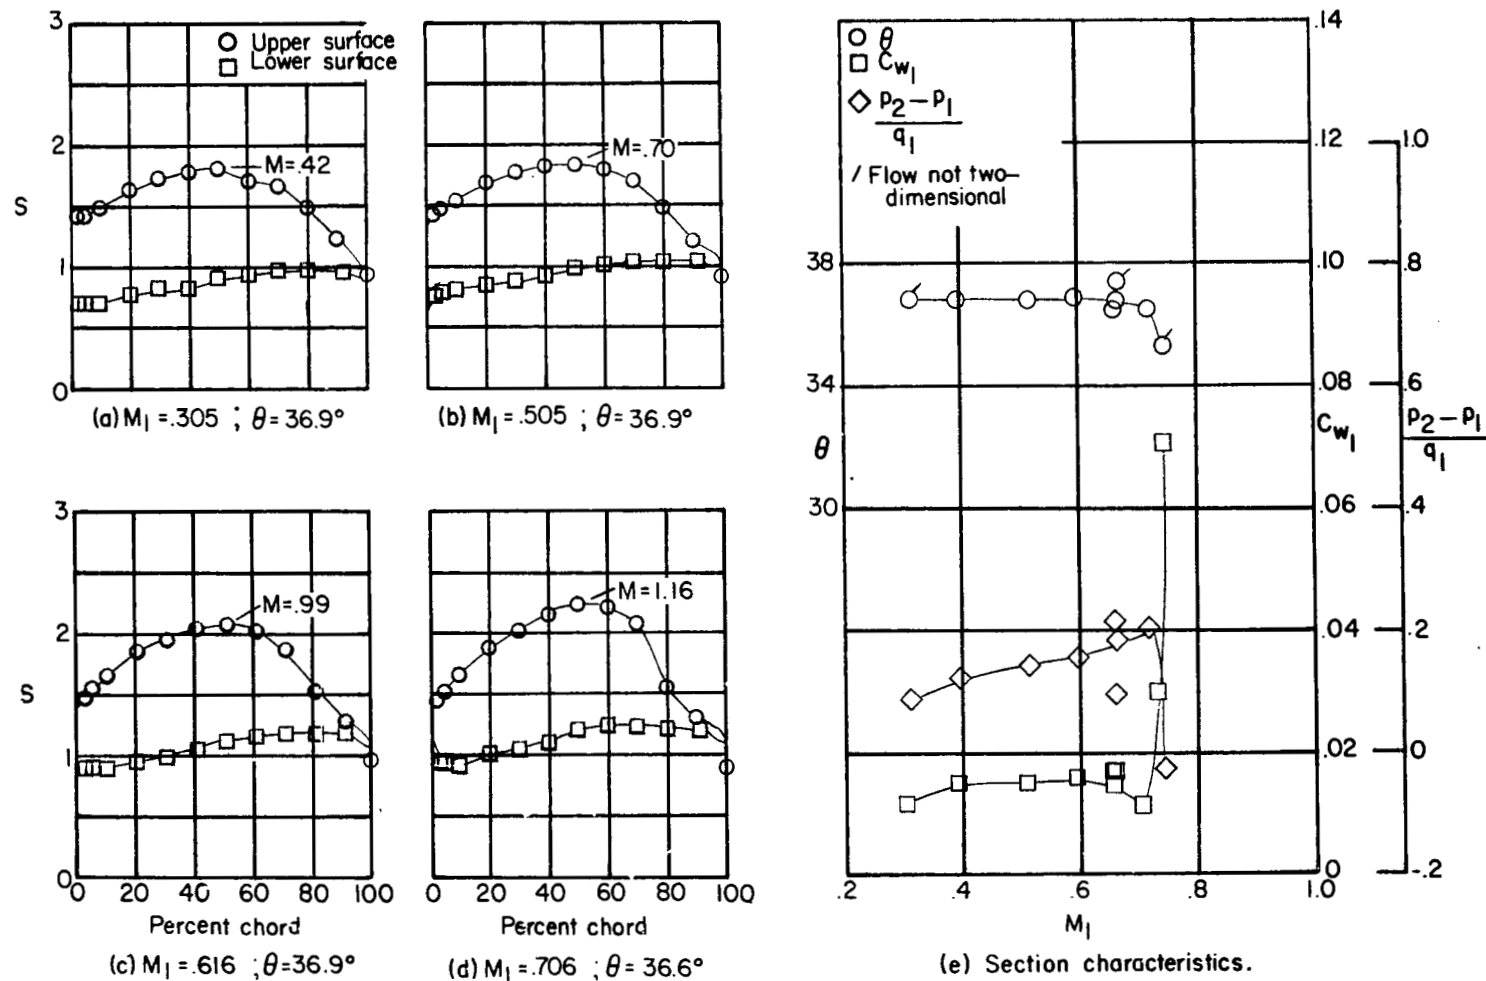 3
2
S
1
0
Upper surface
Lower surface
M=.42
(a) M1 = .305 ; θ = 36.9°
M=.70
(b) M1 = .505 ; θ = 36.9°
3
2
S
1
0
M=.99
0 20 40 60 80 100
Percent chord
(c) M1 = .616 ; θ=36.9°
M=1.16
0 20 40 60 80 100
Percent chord
(d) M1 = .706 ; θ = 36.6°
θ
Cw1
p2 – p1
q1
/ Flow not two-
dimensional
38
34
θ
30
.14
.12
.10
.08
Cw1
.06
.04
.02
0
1.0
.8
.6
p2 – p1
q1
.4
.2
0
-.2
.2 .4 .6 .8 1.0
M1
(e) Section characteristics.